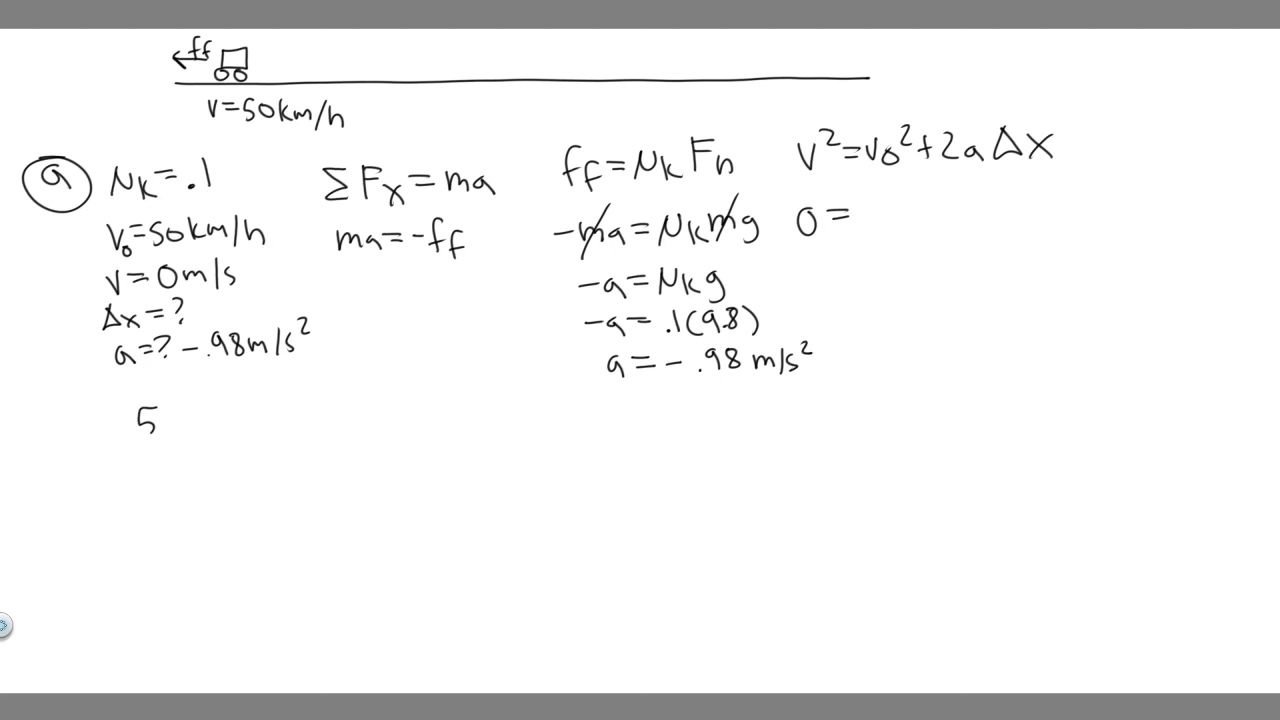 ff
v=50km/h
a
μk=.1
v₀=50km/h
v=0m/s
Δx=?
a=? -.98m/s²
5
ΣFx=ma
ma=-ff
ff=μkFn
-ma=μkmg
-a=μkg
-a=.1(9.8)
a=-.98m/s²
v²=v₀²+2aΔx
0=